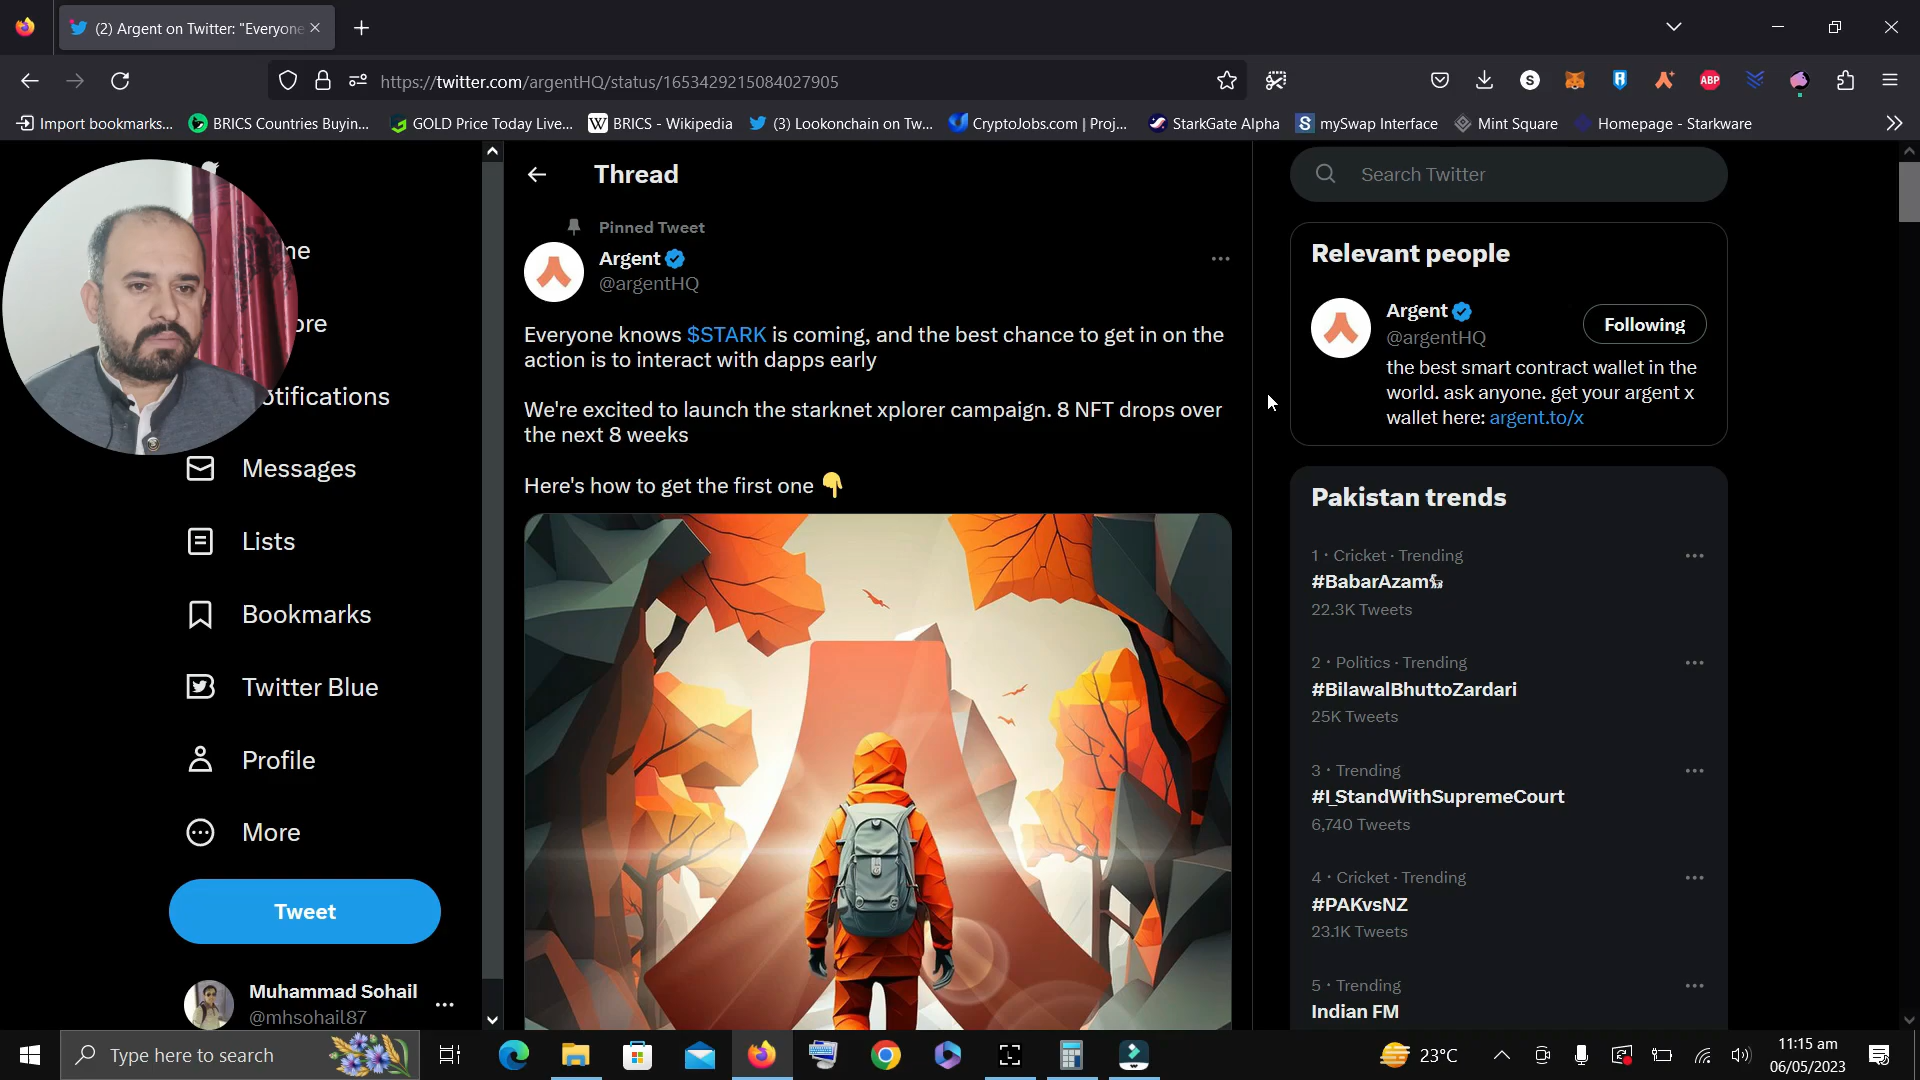 (2) Argent on Twitter: "Everyone
https://twitter.com/argentHQ/status/1653429215084027905
S
ABP
Import bookmarks...
BRICS Countries Buyin...
GOLD Price Today Live...
W BRICS - Wikipedia
(3) Lookonchain on Tw...
CryptoJobs.com | Proj...
StarkGate Alpha
S mySwap Interface
Mint Square
Homepage - Starkware
Thread
Search Twitter
Pinned Tweet
Argent
@argentHQ
Everyone knows $STARK is coming, and the best chance to get in on the
action is to interact with dapps early
We're excited to launch the starknet xplorer campaign. 8 NFT drops over
the next 8 weeks
Here's how to get the first one 👇
Relevant people
Argent
@argentHQ
Following
the best smart contract wallet in the
world. ask anyone. get your argent x
wallet here: argent.to/x
Pakistan trends
1 · Cricket · Trending
#BabarAzam
22.3K Tweets
2 · Politics · Trending
#BilawalBhuttoZardari
25K Tweets
3 · Trending
#I_StandWithSupremeCourt
6,740 Tweets
4 · Cricket · Trending
#PAKvsNZ
23.1K Tweets
5 · Trending
Indian FM
me
ore
otifications
Messages
Lists
Bookmarks
Twitter Blue
Profile
More
Tweet
Muhammad Sohail
@mhsohail87
Type here to search
23°C
11:15 am
06/05/2023